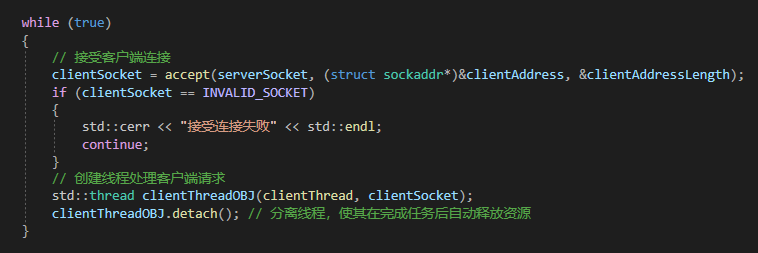 while (true)
{
// 接受客户端连接
clientSocket = accept(serverSocket, (struct sockaddr*)&clientAddress, &clientAddressLength);
if (clientSocket == INVALID_SOCKET)
{
std::cerr << "接受连接失败" << std::endl;
continue;
}
// 创建线程处理客户端请求
std::thread clientThreadOBJ(clientThread, clientSocket);
clientThreadOBJ.detach(); // 分离线程，使其在完成任务后自动释放资源
}